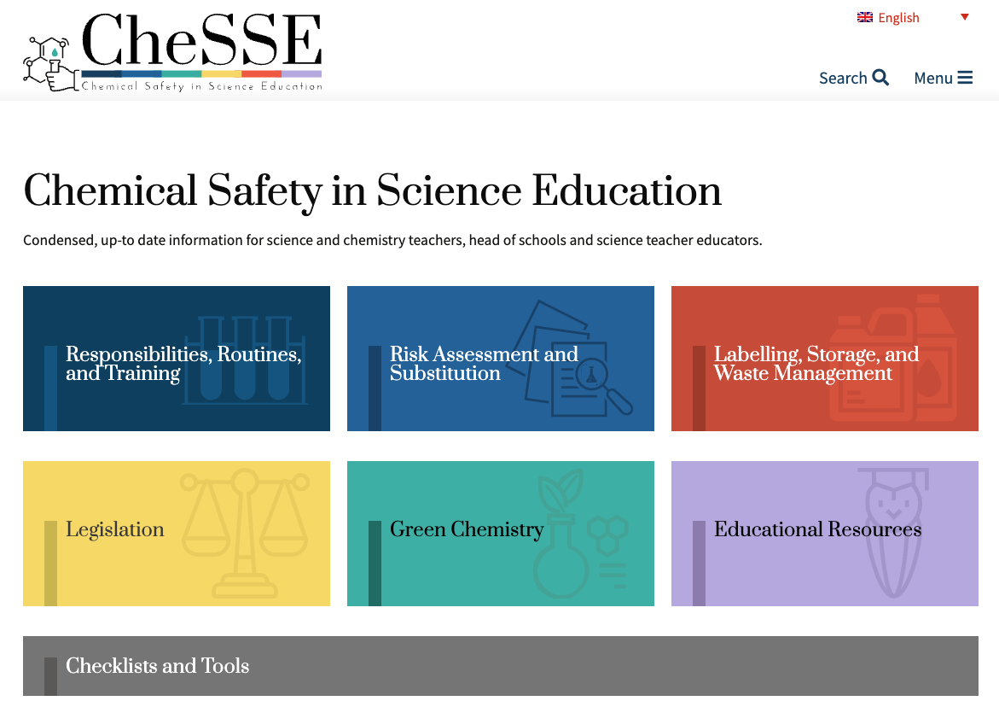 CheSSE
Chemical Safety in Science Education
English
Search
Menu
Chemical Safety in Science Education
Condensed, up-to date information for science and chemistry teachers, head of schools and science teacher educators.
Responsibilities, Routines,
and Training
Risk Assessment and
Substitution
Labelling, Storage, and
Waste Management
Legislation
Green Chemistry
Educational Resources
Checklists and Tools